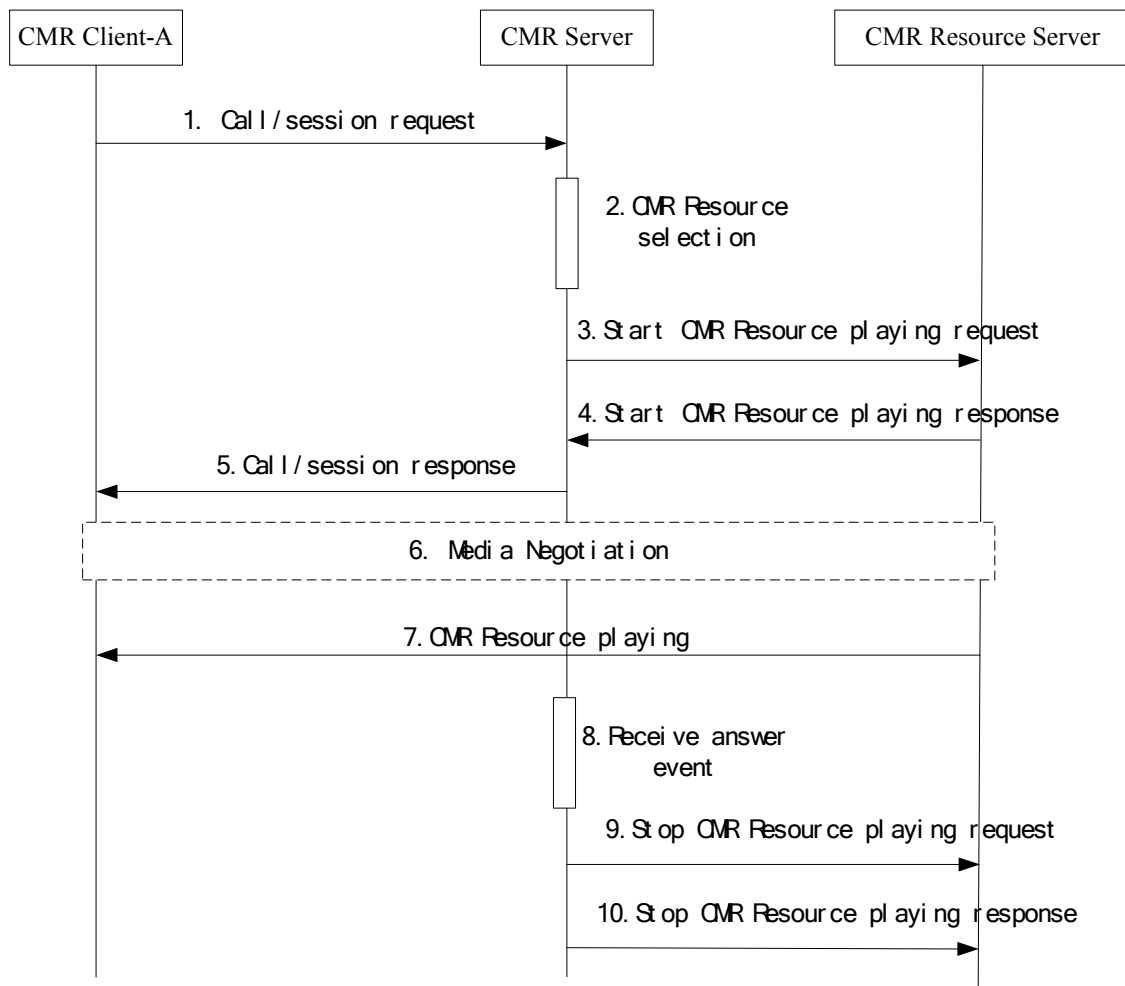 CMR Client-A
CMR Server
CMR Resource Server
1. Call/session request
2. CMR Resource
selection
3. Start CMR Resource playing request
4. Start CMR Resource playing response
5. Call/session response
6. Media Negotiation
7. CMR Resource playing
8. Receive answer
event
9. Stop CMR Resource playing request
10. Stop CMR Resource playing response